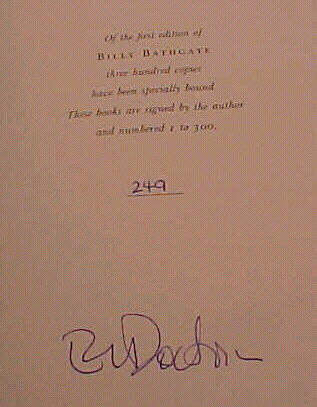 Of the first edition of
BILLY BATHGATE
three hundred copies
have been specially bound
These books are signed by the author
and numbered 1 to 300.
249